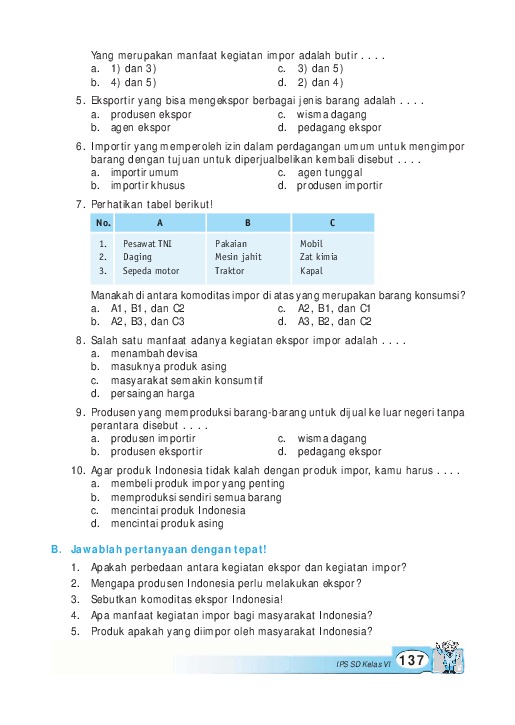 Yang merupakan manfaat kegiatan impor adalah butir . . . .
a. 1) dan 3) c. 3) dan 5)
b. 4) dan 5) d. 2) dan 4)
5. Eksportir yang bisa mengekspor berbagai jenis barang adalah . . . .
a. produsen ekspor c. wisma dagang
b. agen ekspor d. pedagang ekspor
6. Importir yang memperoleh izin dalam perdagangan umum untuk mengimpor
barang dengan tujuan untuk diperjualbelikan kembali disebut . . . .
a. importir umum c. agen tunggal
b. importir khusus d. produsen importir
7. Perhatikan tabel berikut!
No. A B C
1. Pesawat TNI Pakaian Mobil
2. Daging Mesin jahit Zat kimia
3. Sepeda motor Traktor Kapal
Manakah di antara komoditas impor di atas yang merupakan barang konsumsi?
a. A1, B1, dan C2 c. A2, B1, dan C1
b. A2, B3, dan C3 d. A3, B2, dan C2
8. Salah satu manfaat adanya kegiatan ekspor impor adalah . . . .
a. menambah devisa
b. masuknya produk asing
c. masyarakat semakin konsumtif
d. persaingan harga
9. Produsen yang memproduksi barang-barang untuk dijual ke luar negeri tanpa
perantara disebut . . . .
a. produsen importir c. wisma dagang
b. produsen eksportir d. pedagang ekspor
10. Agar produk Indonesia tidak kalah dengan produk impor, kamu harus . . . .
a. membeli produk impor yang penting
b. memproduksi sendiri semua barang
c. mencintai produk Indonesia
d. mencintai produk asing
B. Jawablah pertanyaan dengan tepat!
1. Apakah perbedaan antara kegiatan ekspor dan kegiatan impor?
2. Mengapa produsen Indonesia perlu melakukan ekspor?
3. Sebutkan komoditas ekspor Indonesia!
4. Apa manfaat kegiatan impor bagi masyarakat Indonesia?
5. Produk apakah yang diimpor oleh masyarakat Indonesia?
IPS SD Kelas VI 137